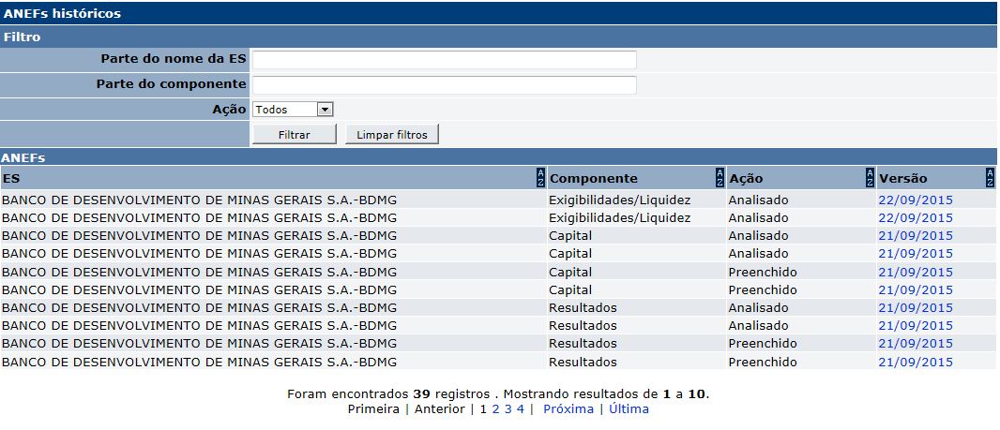 ANEFs históricos
Filtro
Parte do nome da ES
Parte do componente
Ação Todos
Filtrar Limpar filtros
ANEFs
ES AZ Componente AZ Ação AZ Versão AZ
BANCO DE DESENVOLVIMENTO DE MINAS GERAIS S.A.-BDMG Exigibilidades/Liquidez Analisado 22/09/2015
BANCO DE DESENVOLVIMENTO DE MINAS GERAIS S.A.-BDMG Exigibilidades/Liquidez Analisado 22/09/2015
BANCO DE DESENVOLVIMENTO DE MINAS GERAIS S.A.-BDMG Capital Analisado 21/09/2015
BANCO DE DESENVOLVIMENTO DE MINAS GERAIS S.A.-BDMG Capital Analisado 21/09/2015
BANCO DE DESENVOLVIMENTO DE MINAS GERAIS S.A.-BDMG Capital Preenchido 21/09/2015
BANCO DE DESENVOLVIMENTO DE MINAS GERAIS S.A.-BDMG Capital Preenchido 21/09/2015
BANCO DE DESENVOLVIMENTO DE MINAS GERAIS S.A.-BDMG Resultados Analisado 21/09/2015
BANCO DE DESENVOLVIMENTO DE MINAS GERAIS S.A.-BDMG Resultados Analisado 21/09/2015
BANCO DE DESENVOLVIMENTO DE MINAS GERAIS S.A.-BDMG Resultados Preenchido 21/09/2015
BANCO DE DESENVOLVIMENTO DE MINAS GERAIS S.A.-BDMG Resultados Preenchido 21/09/2015
Foram encontrados 39 registros . Mostrando resultados de 1 a 10.
Primeira | Anterior | 1 2 3 4 | Próxima | Última